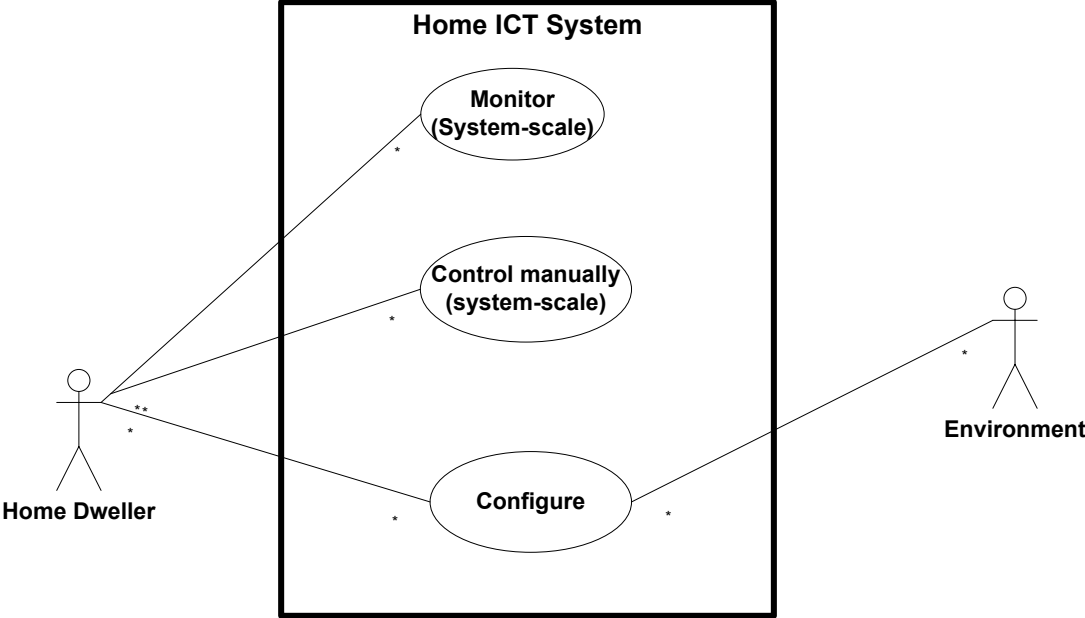 Home ICT System
Monitor
(System-scale)
*
Control manually
(system-scale)
*
**
*
Home Dweller
Configure
*
*
*
Environment